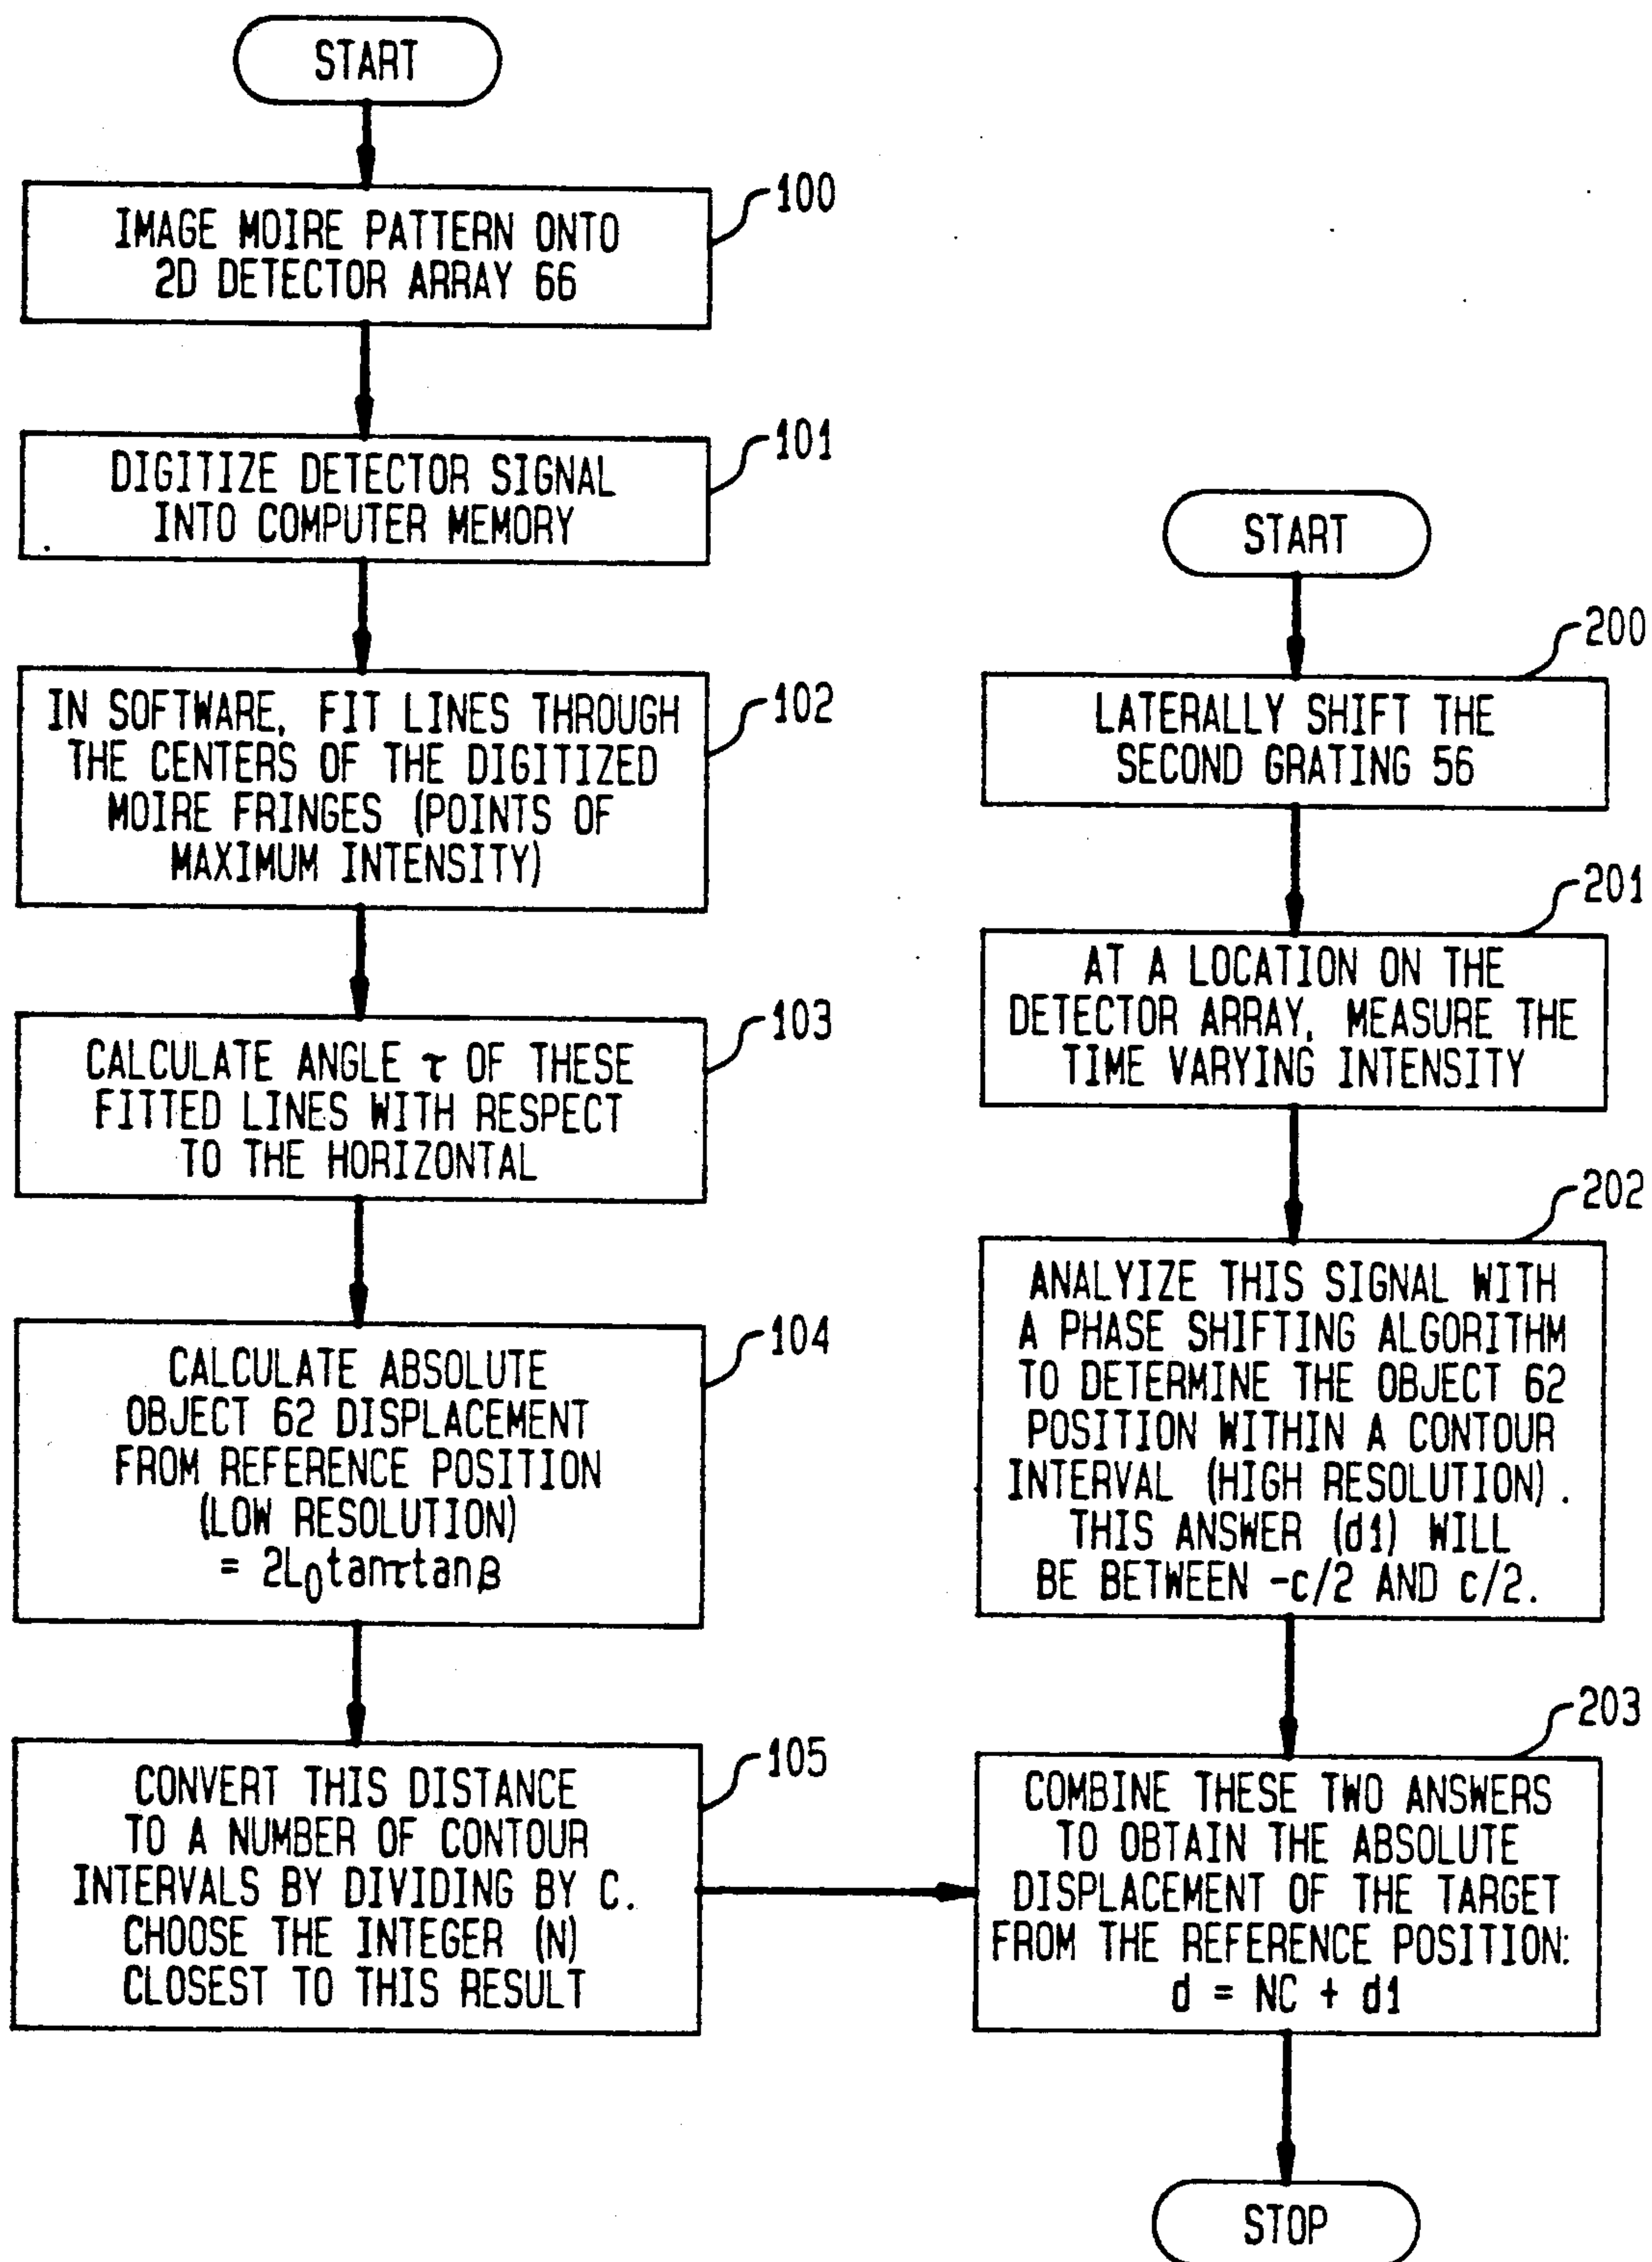 START
100
IMAGE MOIRE PATTERN ONTO
2D DETECTOR ARRAY 66
101
DIGITIZE DETECTOR SIGNAL
INTO COMPUTER MEMORY
102
IN SOFTWARE, FIT LINES THROUGH
THE CENTERS OF THE DIGITIZED
MOIRE FRINGES (POINTS OF
MAXIMUM INTENSITY)
103
CALCULATE ANGLE τ OF THESE
FITTED LINES WITH RESPECT
TO THE HORIZONTAL
104
CALCULATE ABSOLUTE
OBJECT 62 DISPLACEMENT
FROM REFERENCE POSITION
(LOW RESOLUTION)
= 2L₀tanτtanβ
105
CONVERT THIS DISTANCE
TO A NUMBER OF CONTOUR
INTERVALS BY DIVIDING BY C.
CHOOSE THE INTEGER (N)
CLOSEST TO THIS RESULT
START
200
LATERALLY SHIFT THE
SECOND GRATING 56
201
AT A LOCATION ON THE
DETECTOR ARRAY, MEASURE THE
TIME VARYING INTENSITY
202
ANALYIZE THIS SIGNAL WITH
A PHASE SHIFTING ALGORITHM
TO DETERMINE THE OBJECT 62
POSITION WITHIN A CONTOUR
INTERVAL (HIGH RESOLUTION).
THIS ANSWER (d1) WILL
BE BETWEEN -c/2 AND c/2.
203
COMBINE THESE TWO ANSWERS
TO OBTAIN THE ABSOLUTE
DISPLACEMENT OF THE TARGET
FROM THE REFERENCE POSITION:
d = NC + d1
STOP